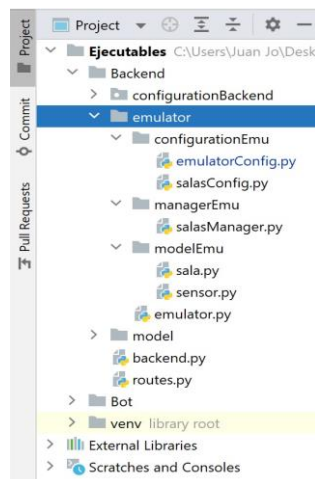 Project
Project
Commit
Pull Requests
Ejecutables C:\Users\Juan Jo\Desk
Backend
configurationBackend
emulator
configurationEmu
emulatorConfig.py
salasConfig.py
managerEmu
salasManager.py
modelEmu
sala.py
sensor.py
emulator.py
model
backend.py
routes.py
Bot
venv library root
External Libraries
Scratches and Consoles